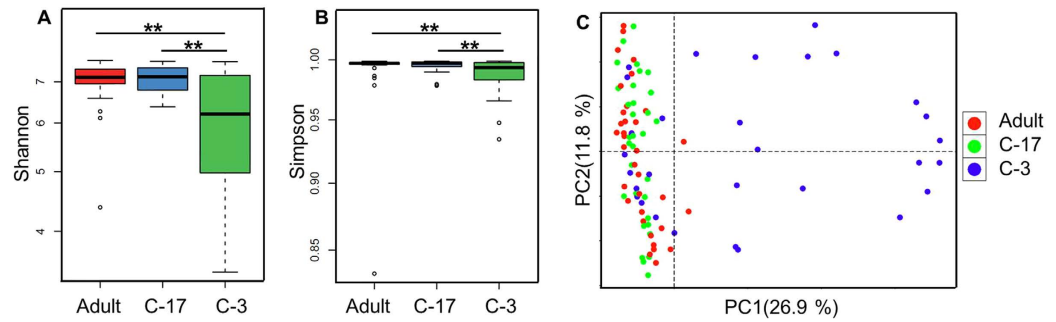 A
**
**
Shannon
7
6
5
4
Adult C-17 C-3
B
**
**
Simpson
1.00
0.95
0.90
0.85
Adult C-17 C-3
C
PC2(11.8 %)
PC1(26.9 %)
Adult
C-17
C-3